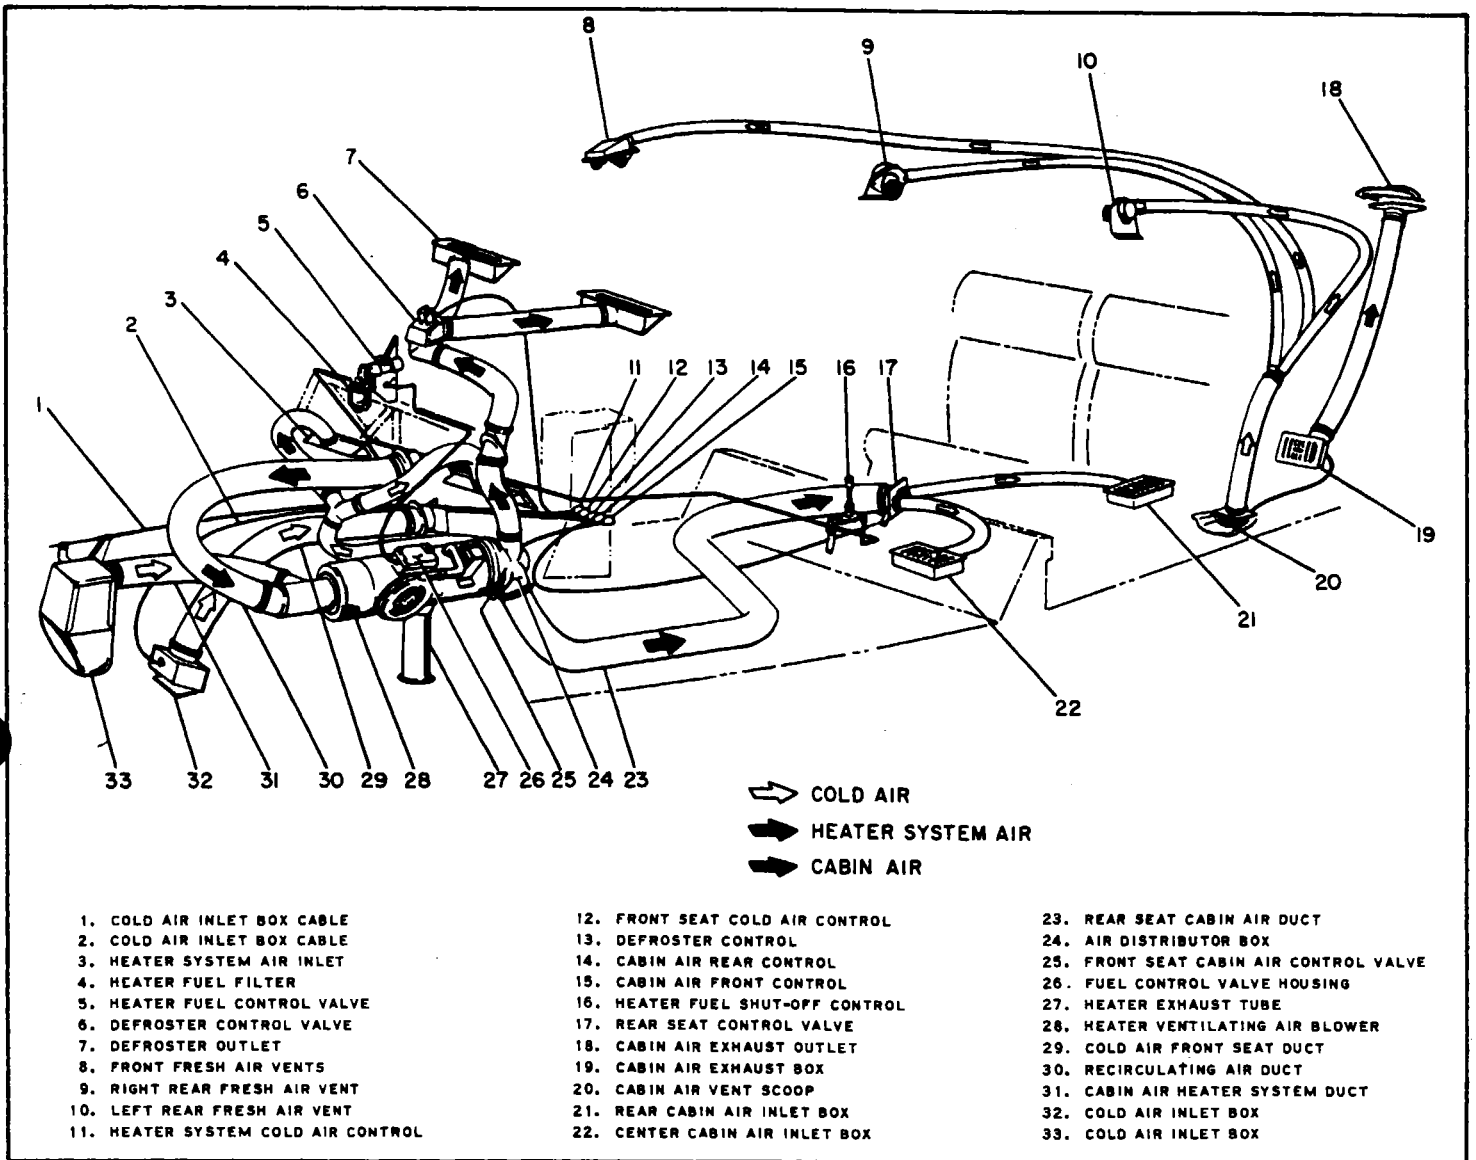 8
9
10
18
7
6
5
4
3
2
1
11 12 13 14 15 16 17
19
20
21
22
33 32 31 30 29 28 27 26 25 24 23
COLD AIR
HEATER SYSTEM AIR
CABIN AIR
1. COLD AIR INLET BOX CABLE
2. COLD AIR INLET BOX CABLE
3. HEATER SYSTEM AIR INLET
4. HEATER FUEL FILTER
5. HEATER FUEL CONTROL VALVE
6. DEFROSTER CONTROL VALVE
7. DEFROSTER OUTLET
8. FRONT FRESH AIR VENTS
9. RIGHT REAR FRESH AIR VENT
10. LEFT REAR FRESH AIR VENT
11. HEATER SYSTEM COLD AIR CONTROL
12. FRONT SEAT COLD AIR CONTROL
13. DEFROSTER CONTROL
14. CABIN AIR REAR CONTROL
15. CABIN AIR FRONT CONTROL
16. HEATER FUEL SHUT-OFF CONTROL
17. REAR SEAT CONTROL VALVE
18. CABIN AIR EXHAUST OUTLET
19. CABIN AIR EXHAUST BOX
20. CABIN AIR VENT SCOOP
21. REAR CABIN AIR INLET BOX
22. CENTER CABIN AIR INLET BOX
23. REAR SEAT CABIN AIR DUCT
24. AIR DISTRIBUTOR BOX
25. FRONT SEAT CABIN AIR CONTROL VALVE
26. FUEL CONTROL VALVE HOUSING
27. HEATER EXHAUST TUBE
28. HEATER VENTILATING AIR BLOWER
29. COLD AIR FRONT SEAT DUCT
30. RECIRCULATING AIR DUCT
31. CABIN AIR HEATER SYSTEM DUCT
32. COLD AIR INLET BOX
33. COLD AIR INLET BOX